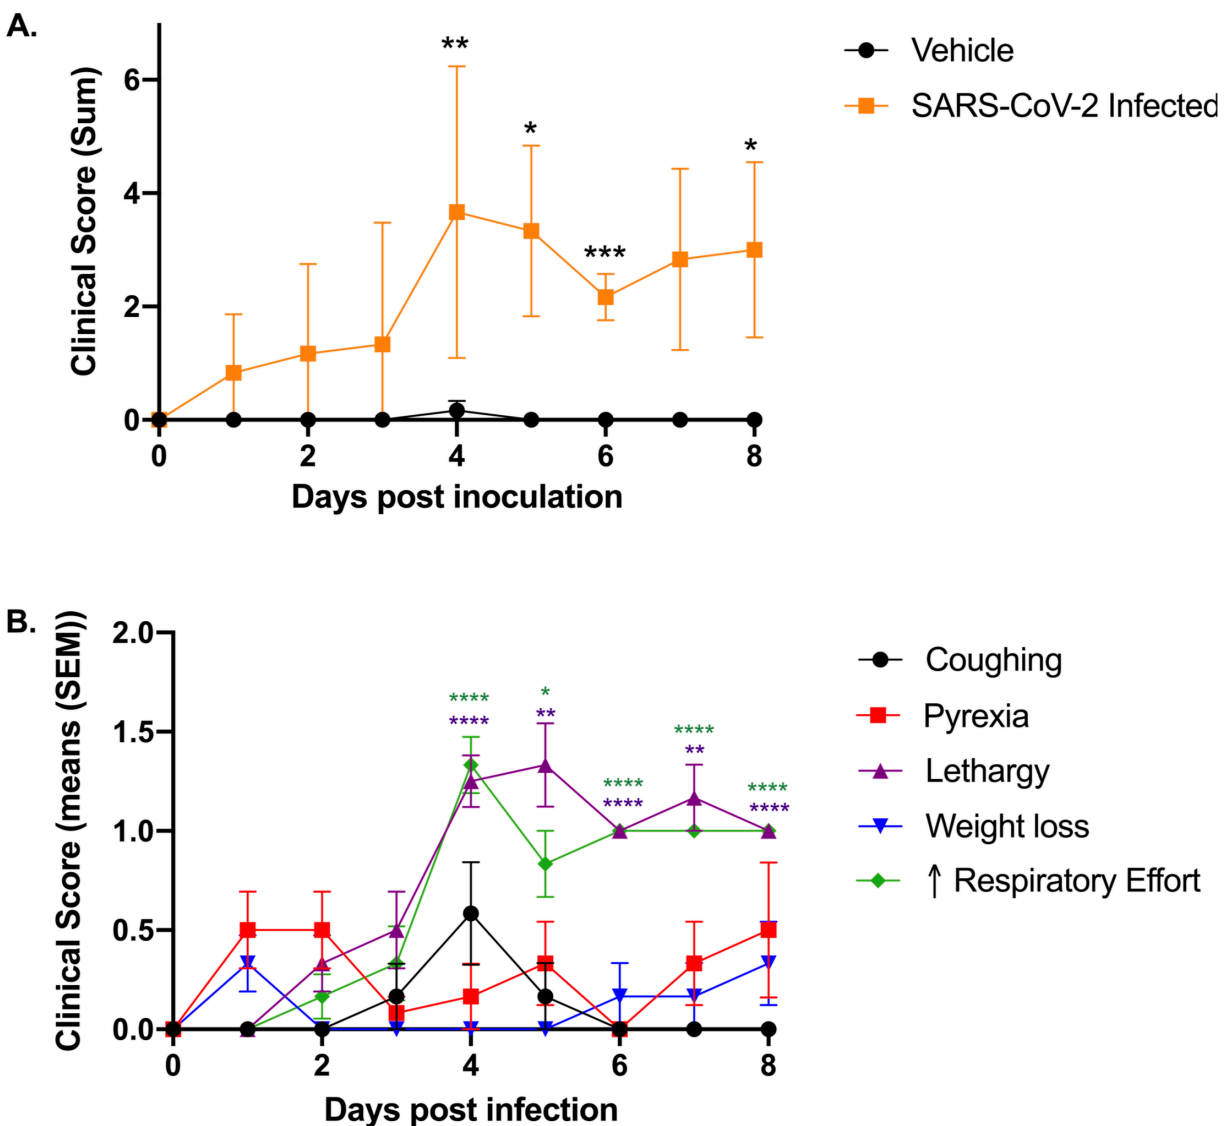 A.
Clinical Score (Sum)
6
4
2
0
**
*
***
*
0 2 4 6 8
Days post inoculation
Vehicle
SARS-CoV-2 Infected
B.
Clinical Score (means (SEM))
2.0
1.5
1.0
0.5
0.0
**** * **** **** ****
**** ** **** ** ****
0 2 4 6 8
Days post infection
Coughing
Pyrexia
Lethargy
Weight loss
↑ Respiratory Effort